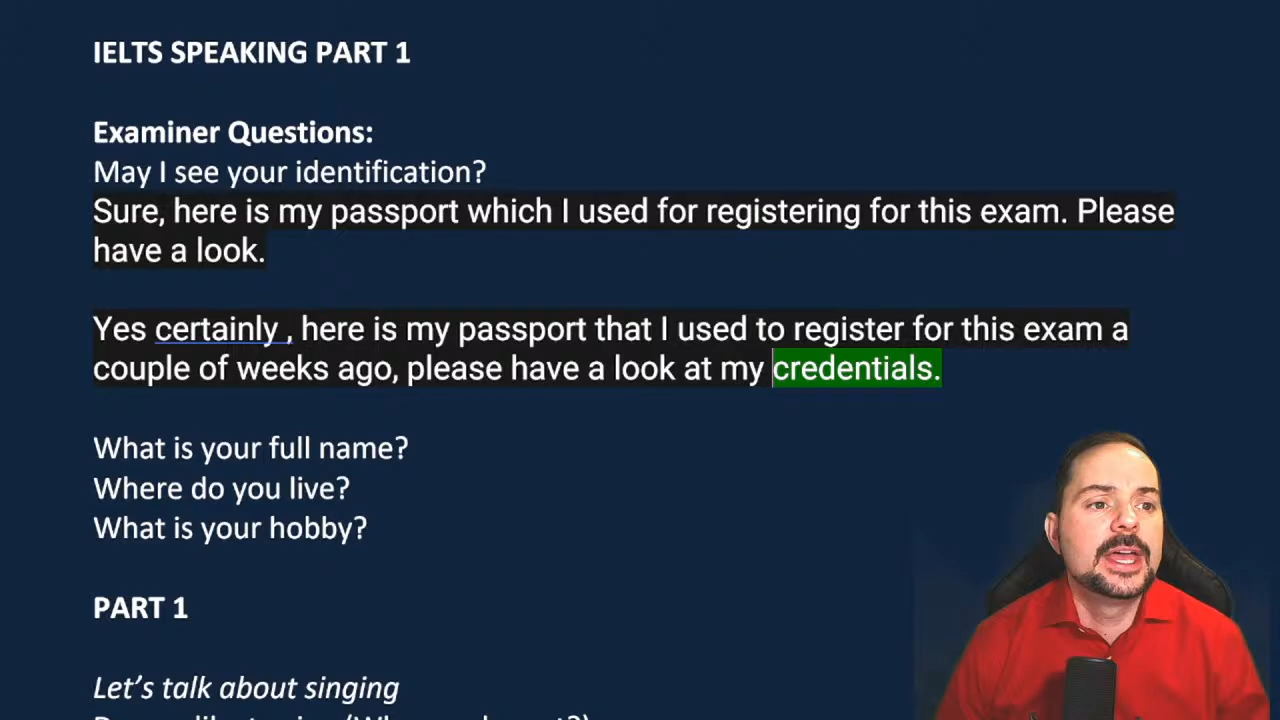 IELTS SPEAKING PART 1
Examiner Questions:
May I see your identification?
Sure, here is my passport which I used for registering for this exam. Please
have a look.
Yes certainly , here is my passport that I used to register for this exam a
couple of weeks ago, please have a look at my credentials.
What is your full name?
Where do you live?
What is your hobby?
PART 1
Let’s talk about singing